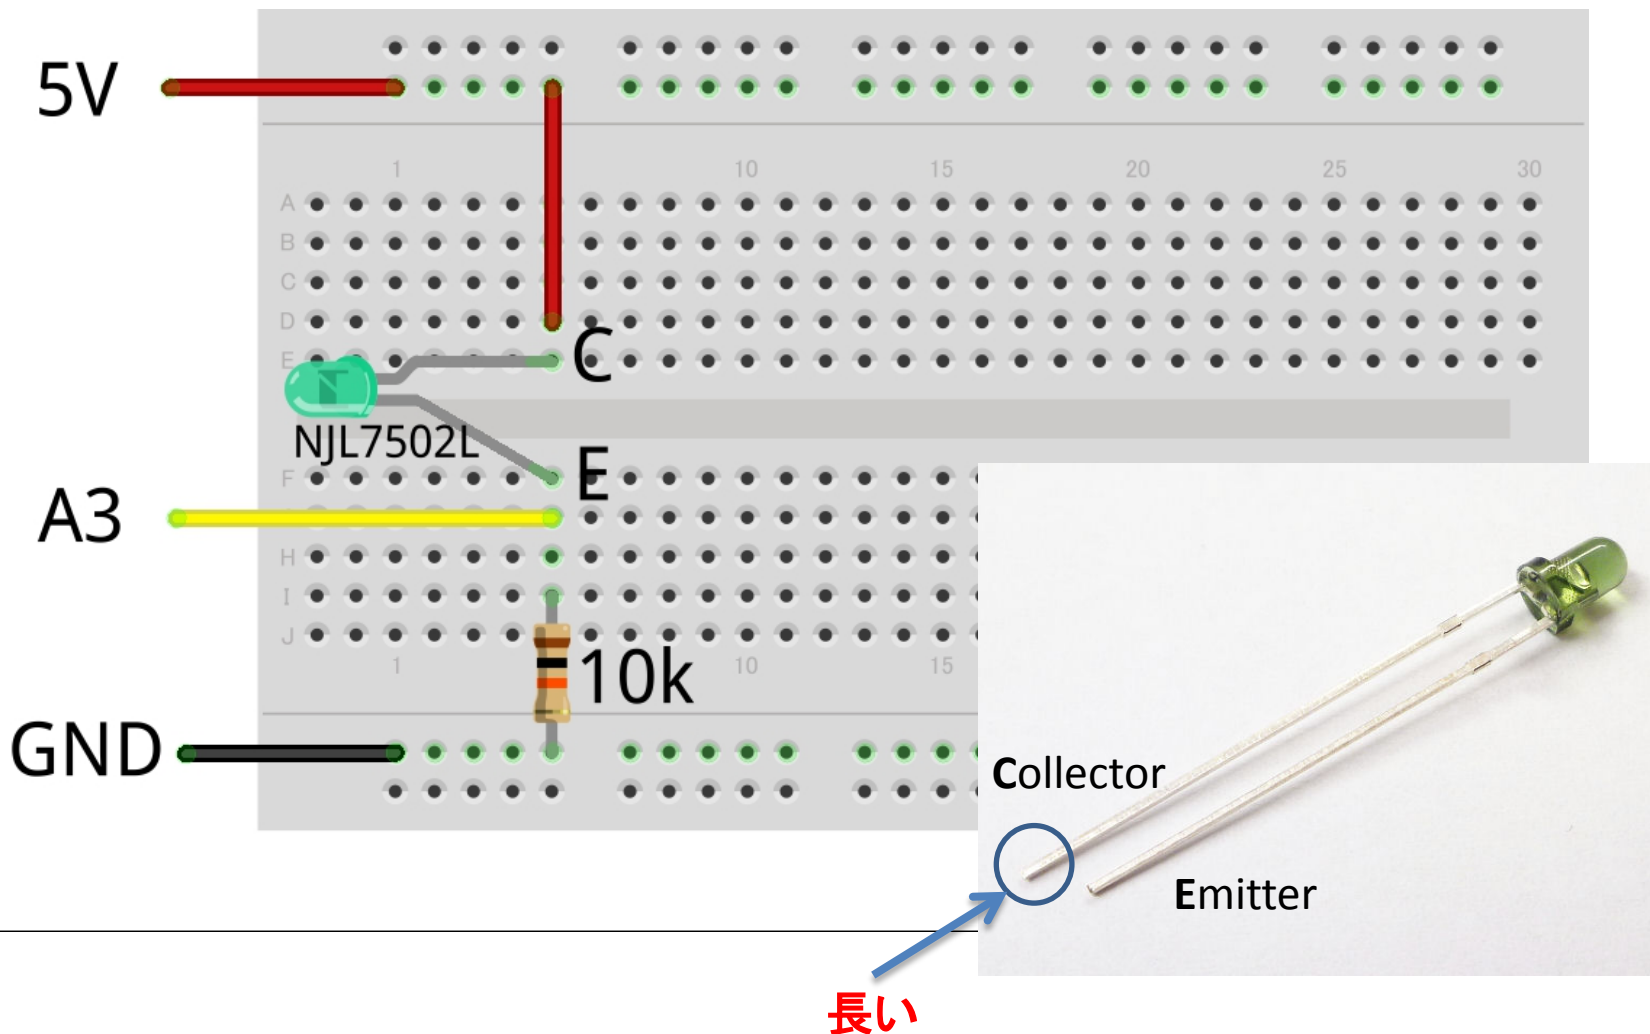 5V
1 10 15 20 25 30
A
B
C
D
E
C
NJL7502L
E
F
A3
H
I
J
1 10 15
10k
GND
Collector
Emitter
長い